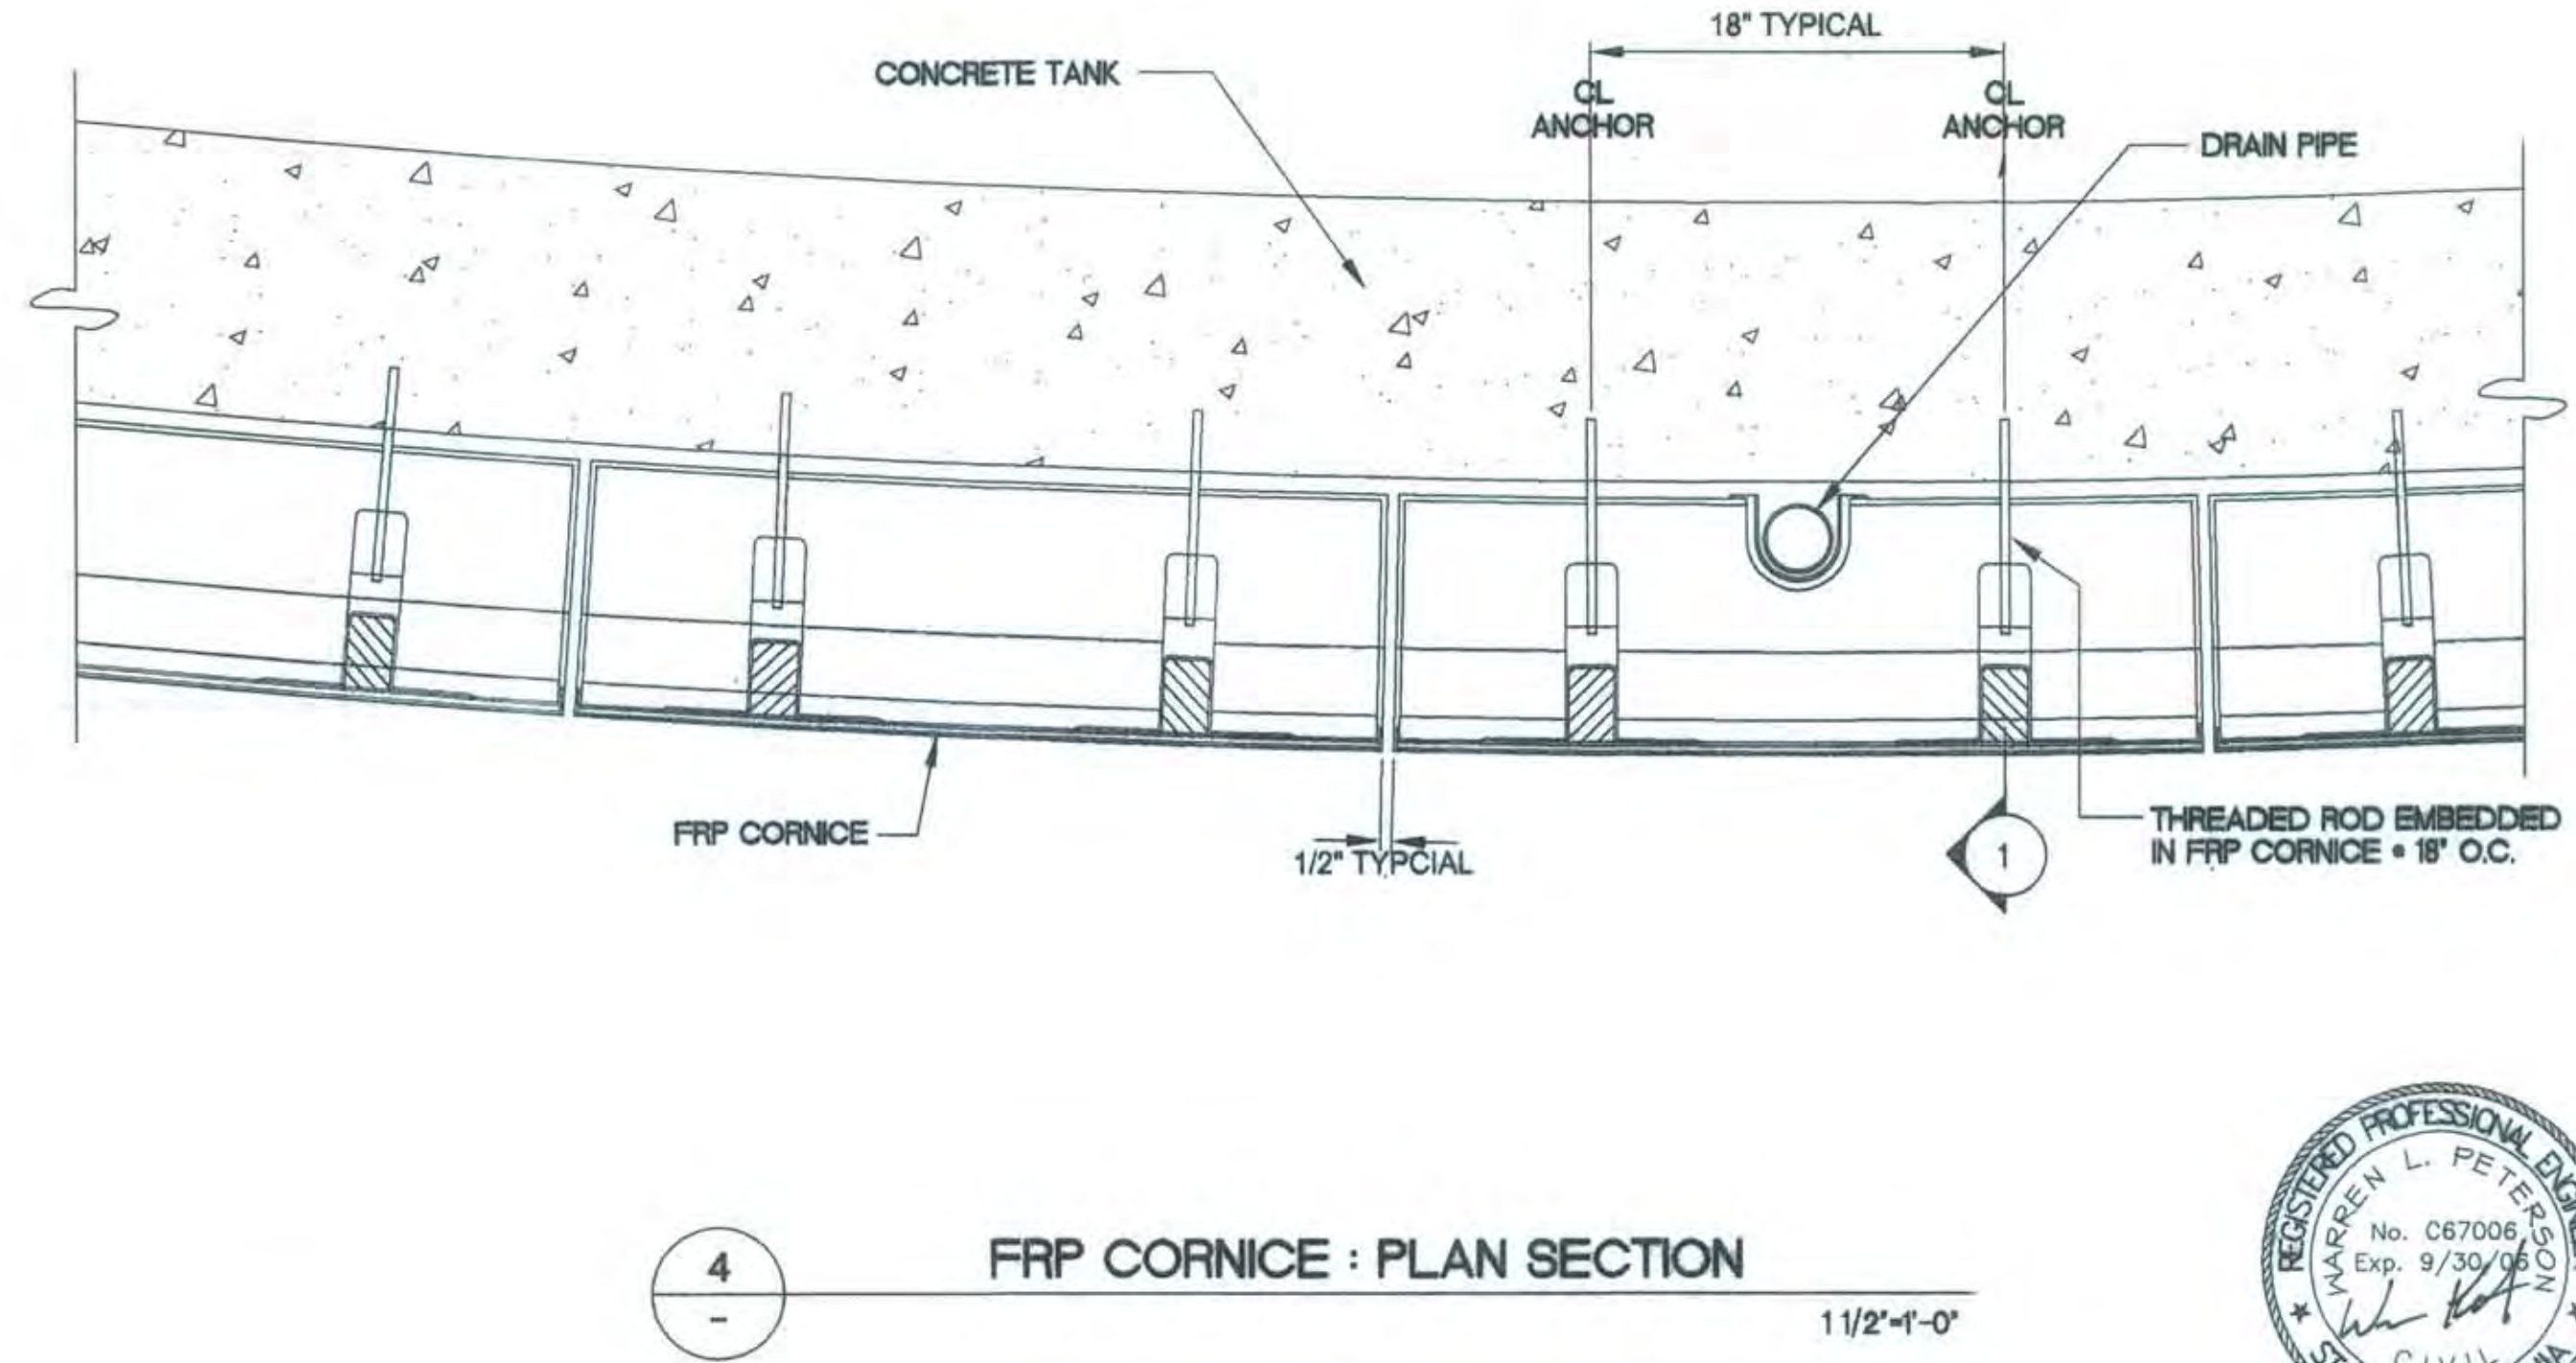 18" TYPICAL
CONCRETE TANK
CL
ANCHOR
CL
ANCHOR
DRAIN PIPE
FRP CORNICE
1/2" TYPCIAL
1
THREADED ROD EMBEDDED
IN FRP CORNICE @ 18" O.C.
4
-
FRP CORNICE : PLAN SECTION
1 1/2"=1'-0"
REGISTERED PROFESSIONAL
WARREN L. PETERSON
No. C67006
Exp. 9/30/06
CIVIL